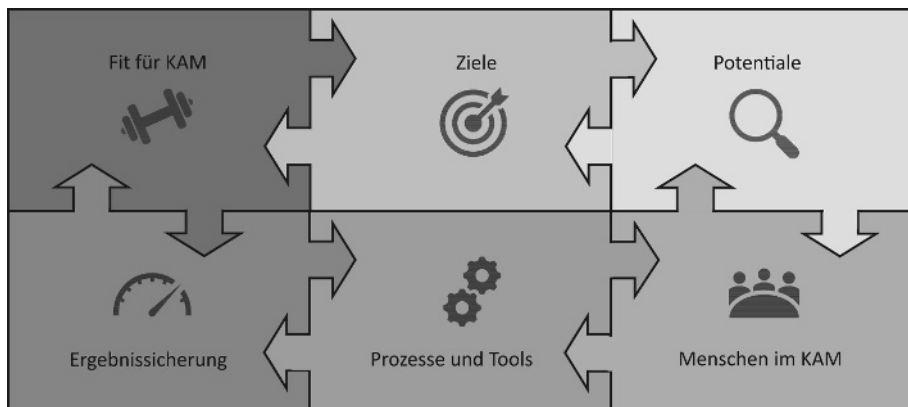 Fit für KAM
Ziele
Potentiale
Ergebnissicherung
Prozesse und Tools
Menschen im KAM